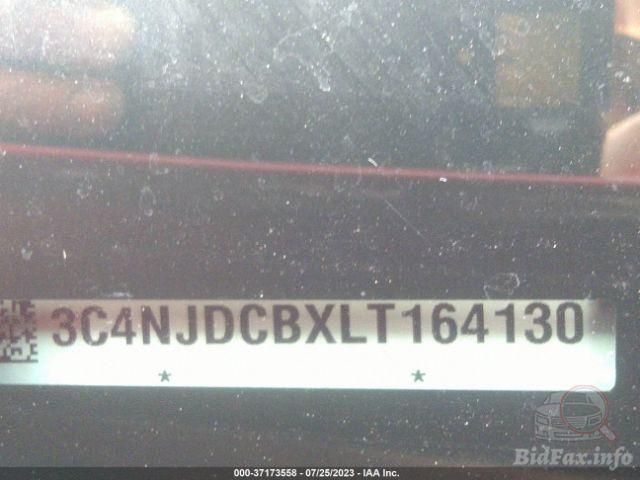 3C4NJDCBXLT164130
* *
000-37173558 - 07/25/2023 - IAA Inc.
BidFax.info